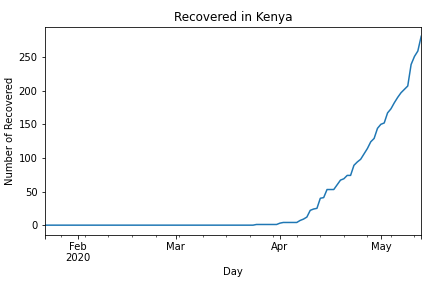 Recovered in Kenya
Number of Recovered
250
200
150
100
50
0
Feb
2020
Mar
Apr
May
Day